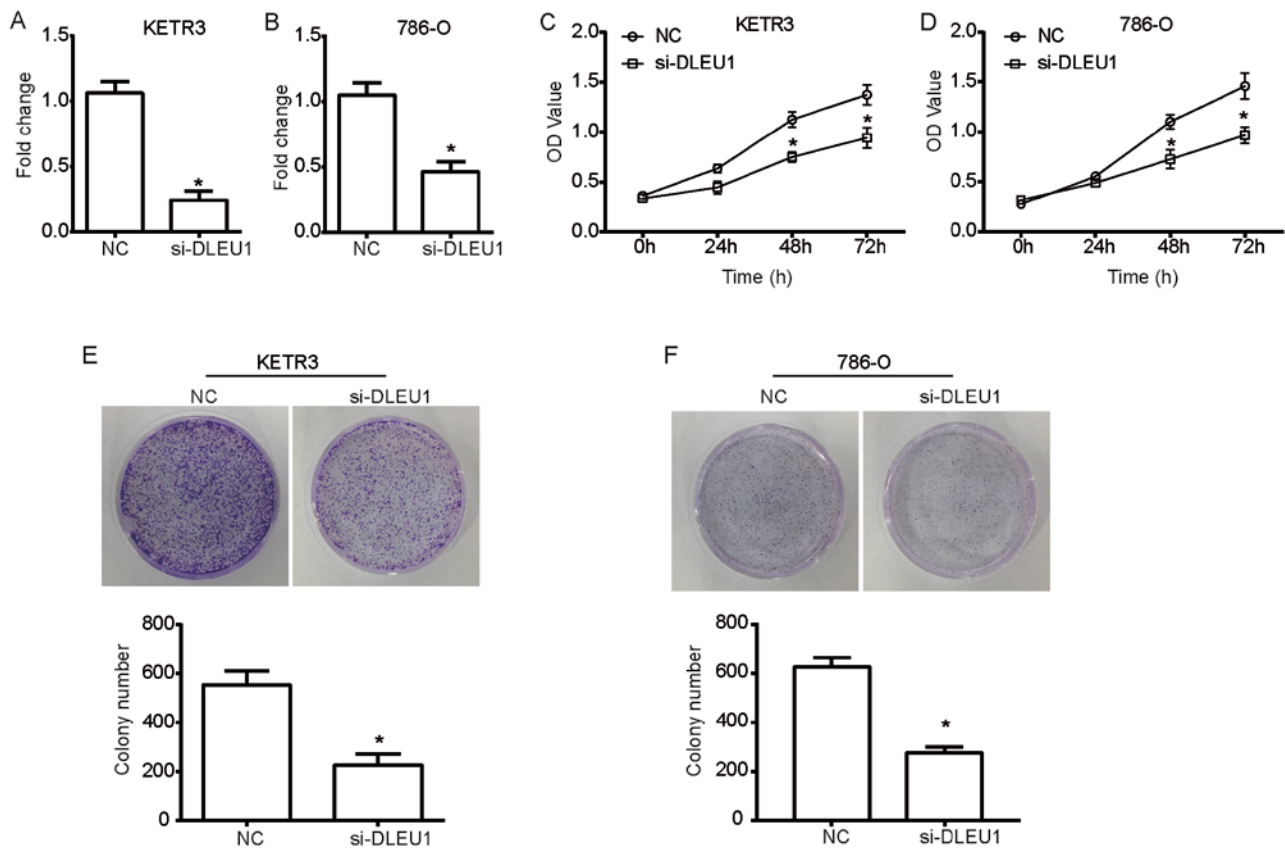 A
KETR3
Fold change
1.0
0.5
0.0
*
NC
si-DLEU1
B
786-O
Fold change
1.0
0.5
0.0
*
NC
si-DLEU1
C
KETR3
NC
si-DLEU1
OD Value
2.0
1.5
1.0
0.5
0.0
*
*
0h 24h 48h 72h
Time (h)
D
786-O
NC
si-DLEU1
OD Value
2.0
1.5
1.0
0.5
0.0
*
*
0h 24h 48h 72h
Time (h)
E
KETR3
NC si-DLEU1
Colony number
800
600
400
200
0
*
NC si-DLEU1
F
786-O
NC si-DLEU1
Colony number
800
600
400
200
0
*
NC si-DLEU1